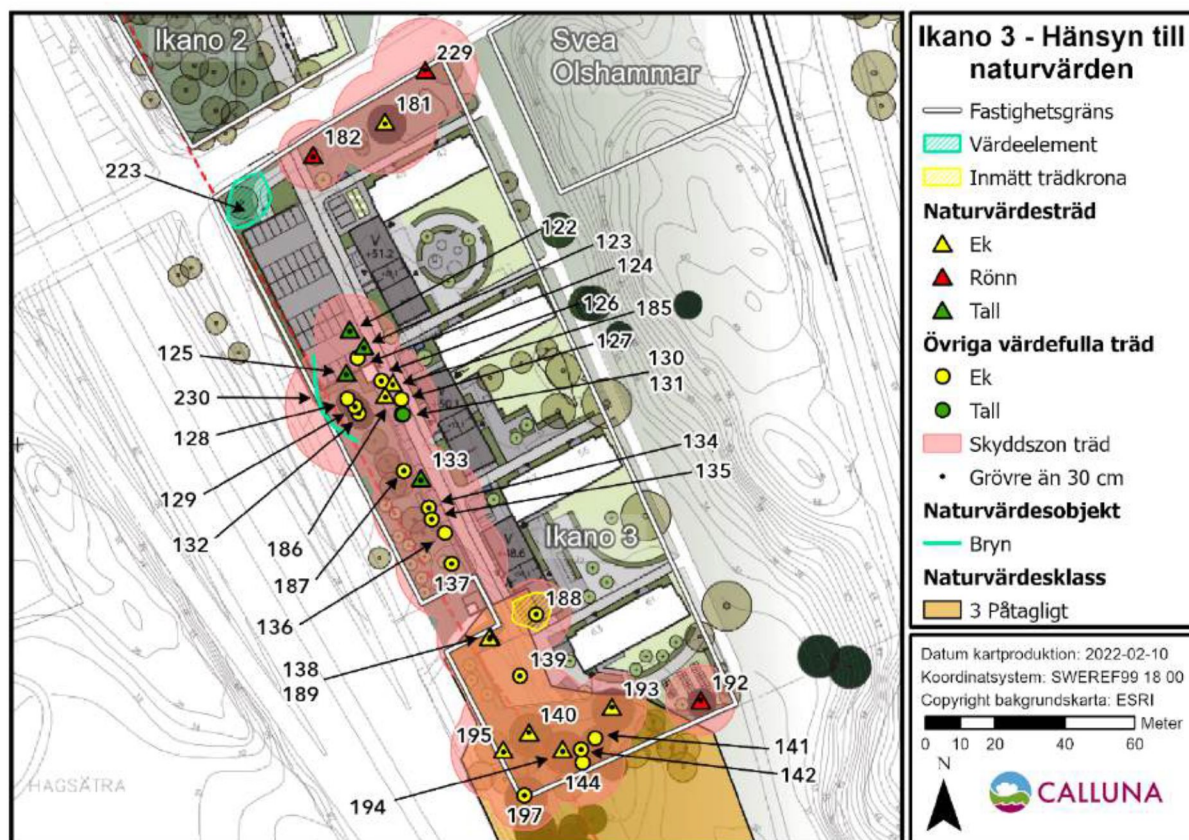 Ikano 2
Svea
Olshammar
229
181
182
223
122
123
124
126
185
127
130
131
125
230
128
129
132
186
187
133
134
135
V
+51.2
Ikano 3
137
136
188
138
189
139
193
192
140
195
141
142
144
194
197
HAGSÄTRA
Ikano 3 - Hänsyn till
naturvärden
Fastighetsgräns
Värdeelement
Inmätt trädkrona
Naturvärdesträd
Ek
Rönn
Tall
Övriga värdefulla träd
Ek
Tall
Skyddszon träd
Grövre än 30 cm
Naturvärdesobjekt
Bryn
Naturvärdesklass
3 Påtagligt
Datum kartproduktion: 2022-02-10
Koordinatsystem: SWEREF99 18 00
Copyright bakgrundskarta: ESRI
Meter
0 10 20 40 60
N
CALLUNA